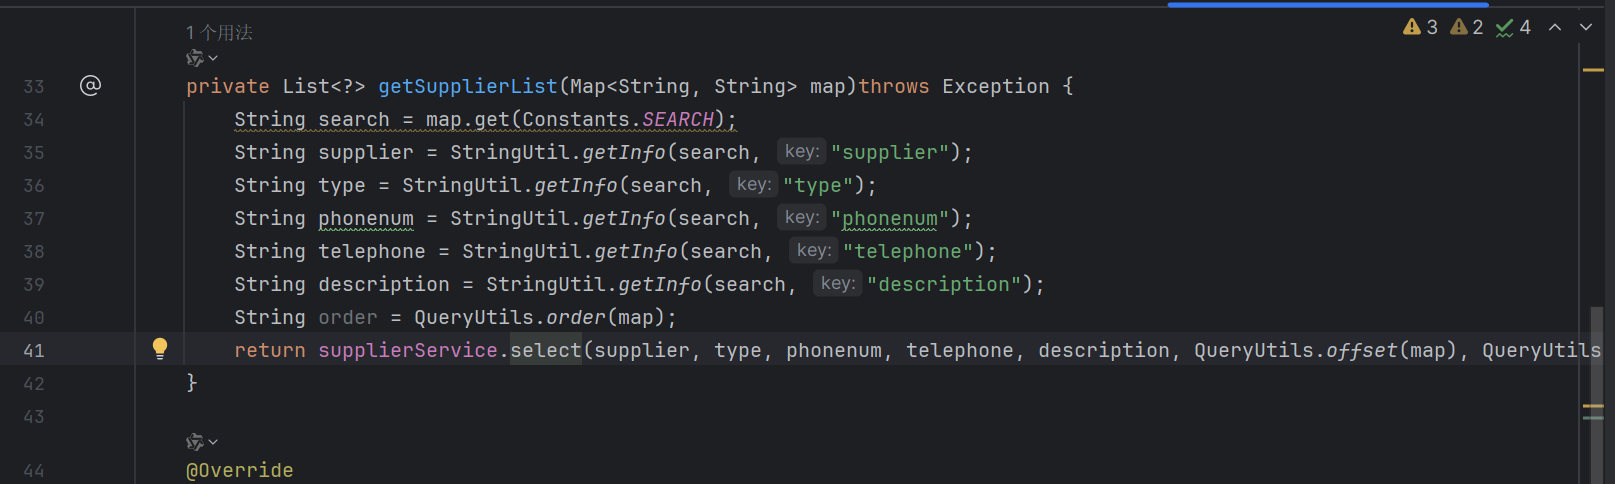 1 个用法
3 2 4
33 @ private List<?> getSupplierList(Map<String, String> map)throws Exception {
34 String search = map.get(Constants.SEARCH);
35 String supplier = StringUtil.getInfo(search, key: "supplier");
36 String type = StringUtil.getInfo(search, key: "type");
37 String phonenum = StringUtil.getInfo(search, key: "phonenum");
38 String telephone = StringUtil.getInfo(search, key: "telephone");
39 String description = StringUtil.getInfo(search, key: "description");
40 String order = QueryUtils.order(map);
41 return supplierService.select(supplier, type, phonenum, telephone, description, QueryUtils.offset(map), QueryUtils
42 }
43
44 @Override